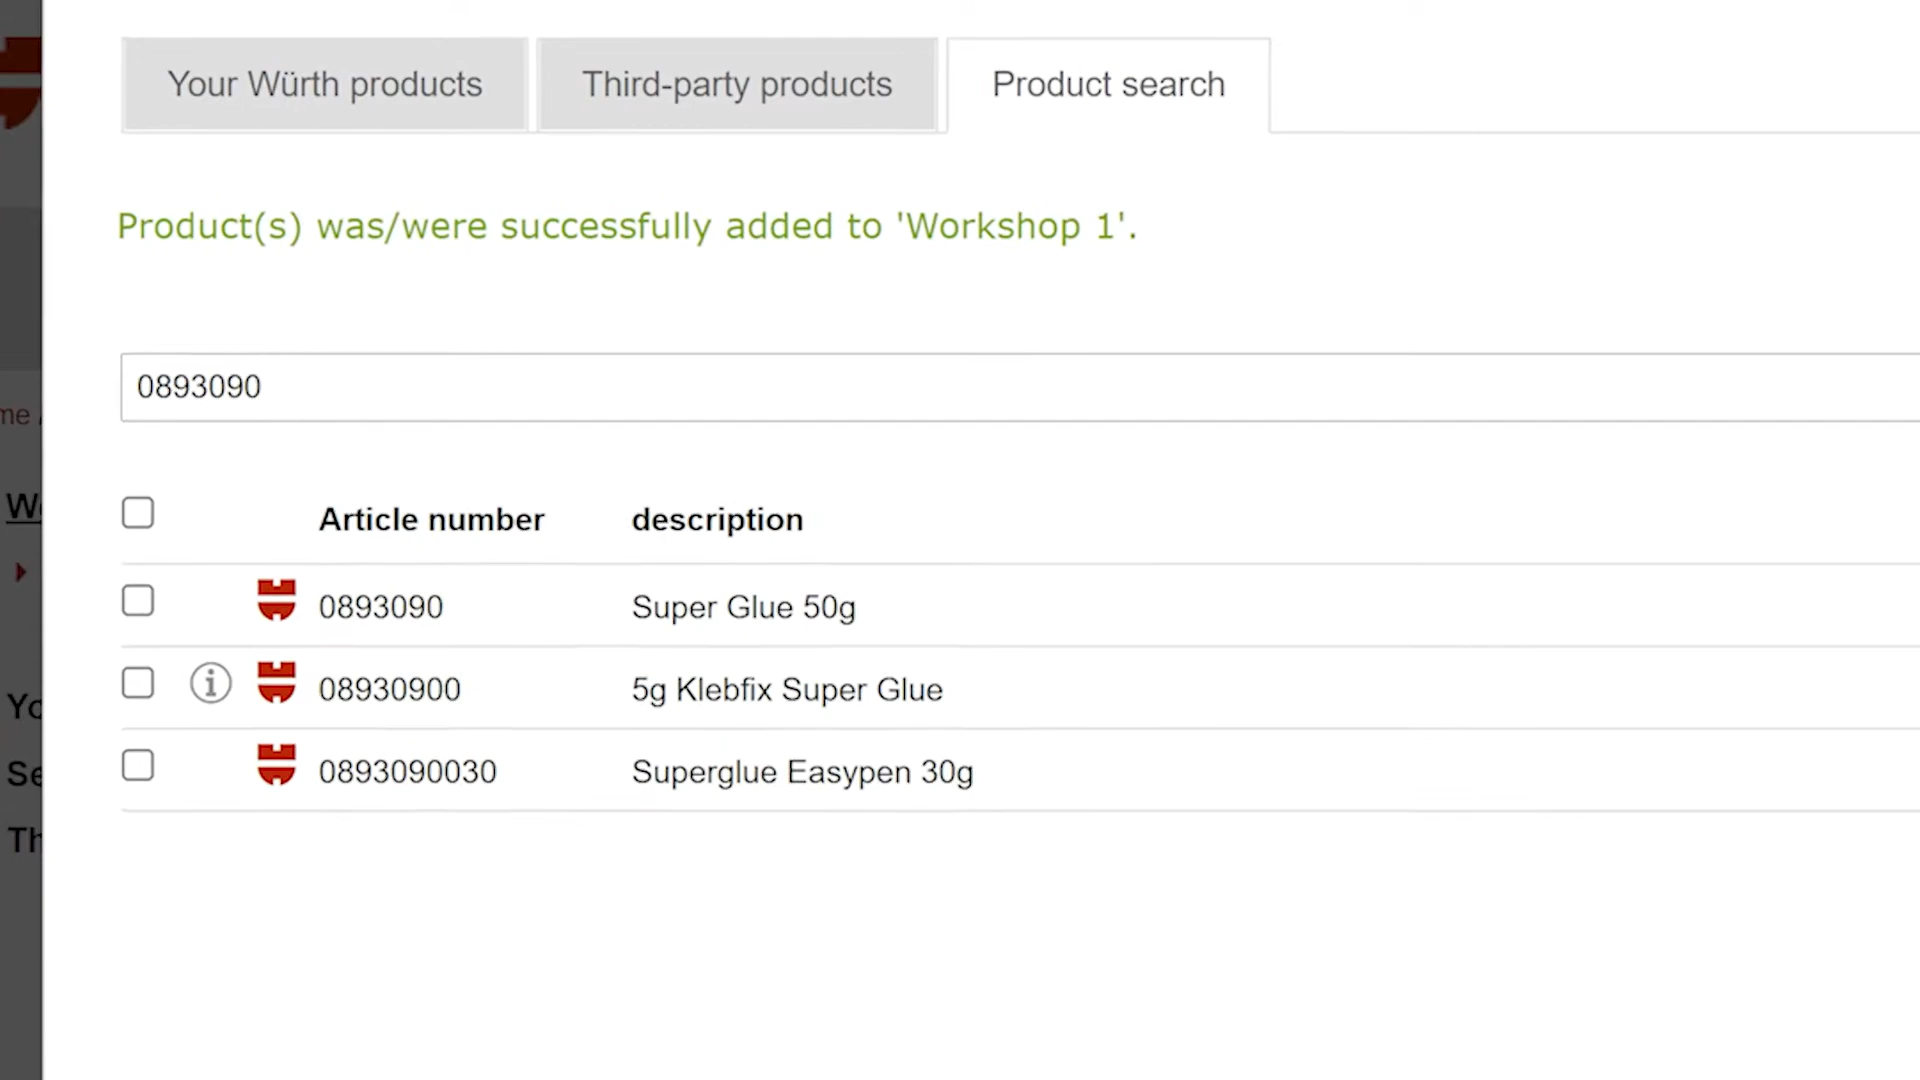 Your Würth products
Third-party products
Product search
Product(s) was/were successfully added to 'Workshop 1'.
0893090
Article number description
0893090 Super Glue 50g
08930900 5g Klebfix Super Glue
0893090030 Superglue Easypen 30g